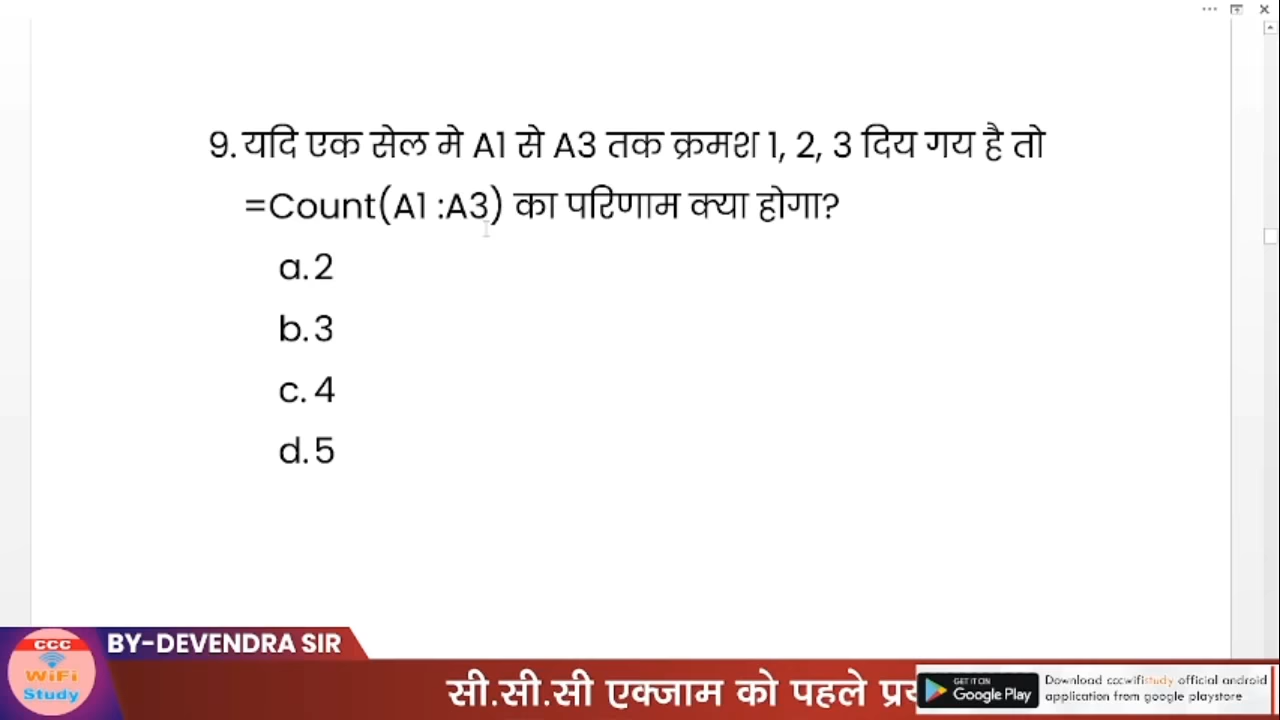 9. यदि एक सेल मे A1 से A3 तक क्रमश 1, 2, 3 दिय गय है तो
=Count(A1 :A3) का परिणाम क्या होगा?
a. 2
b. 3
c. 4
d. 5
BY-DEVENDRA SIR
CCC
WiFi
Study
सी.सी.सी एक्जाम को पहले
GET IT ON
Google Play
Download cccwifistudy official android
application from google playstore